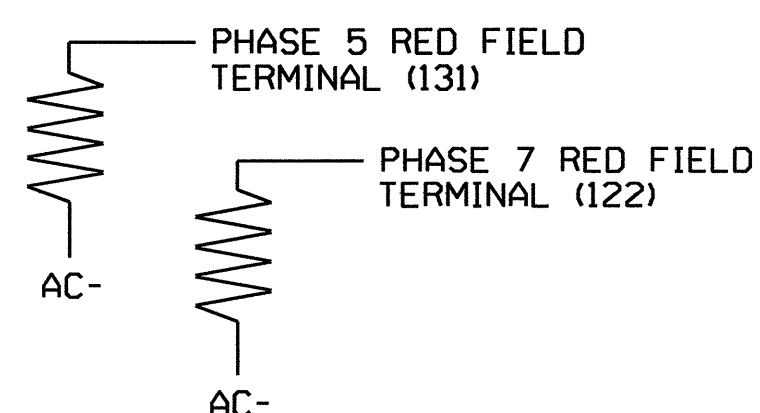 PHASE 5 RED FIELD
TERMINAL (131)
PHASE 7 RED FIELD
TERMINAL (122)
AC-
AC-